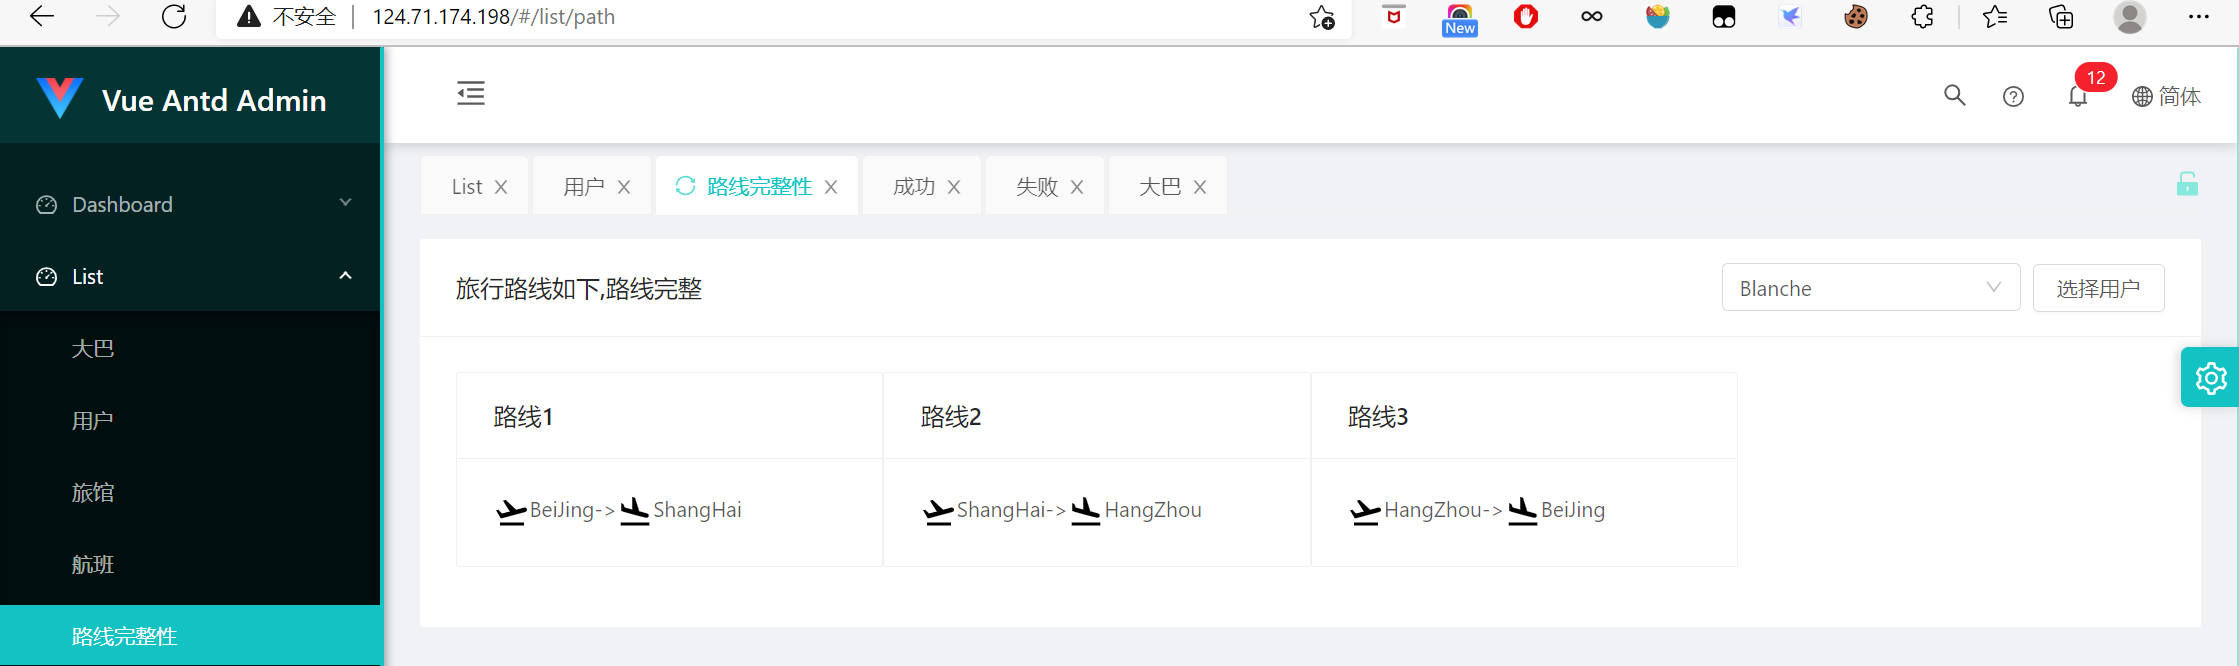 不安全 | 124.71.174.198/#/list/path
New
Vue Antd Admin
12
简体
List X 用户 X 路线完整性 X 成功 X 失败 X 大巴 X
Dashboard
List
大巴
用户
旅馆
航班
路线完整性
旅行路线如下,路线完整
Blanche
选择用户
路线1
路线2
路线3
BeiJing-> ShangHai
ShangHai-> HangZhou
HangZhou-> BeiJing